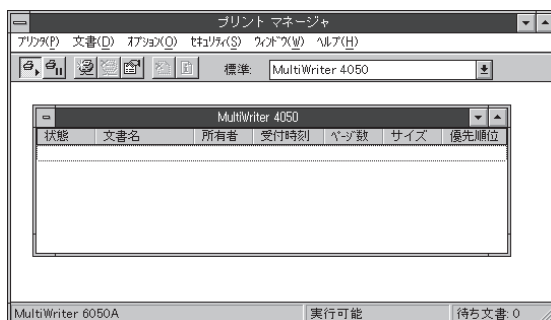 プリント マネージャ
プリンタ(P) 文書(D) オプション(O) セキュリティ(S) ウィンドウ(W) ヘルプ(H)
標準: MultiWriter 4050
MultiWriter 4050
状態 文書名 所有者 受付時刻 ページ数 サイズ 優先順位
MultiWriter 6050A 実行可能 待ち文書: 0